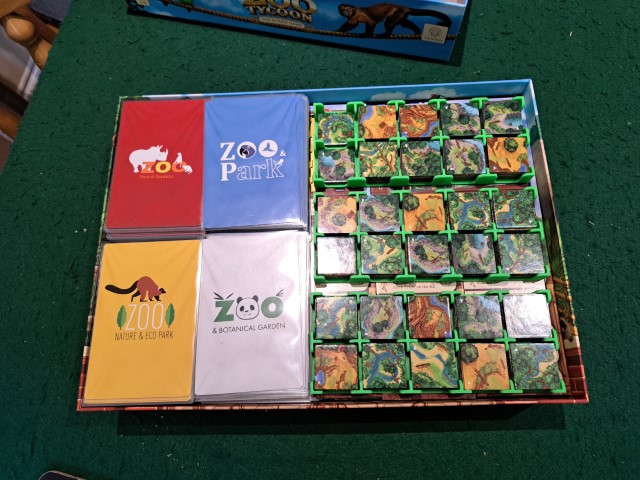 ZOO
TYCOON
ZOO
ZOO &
Park
ZOO
NATURE & ECO PARK
ZOO
& BOTANICAL GARDEN